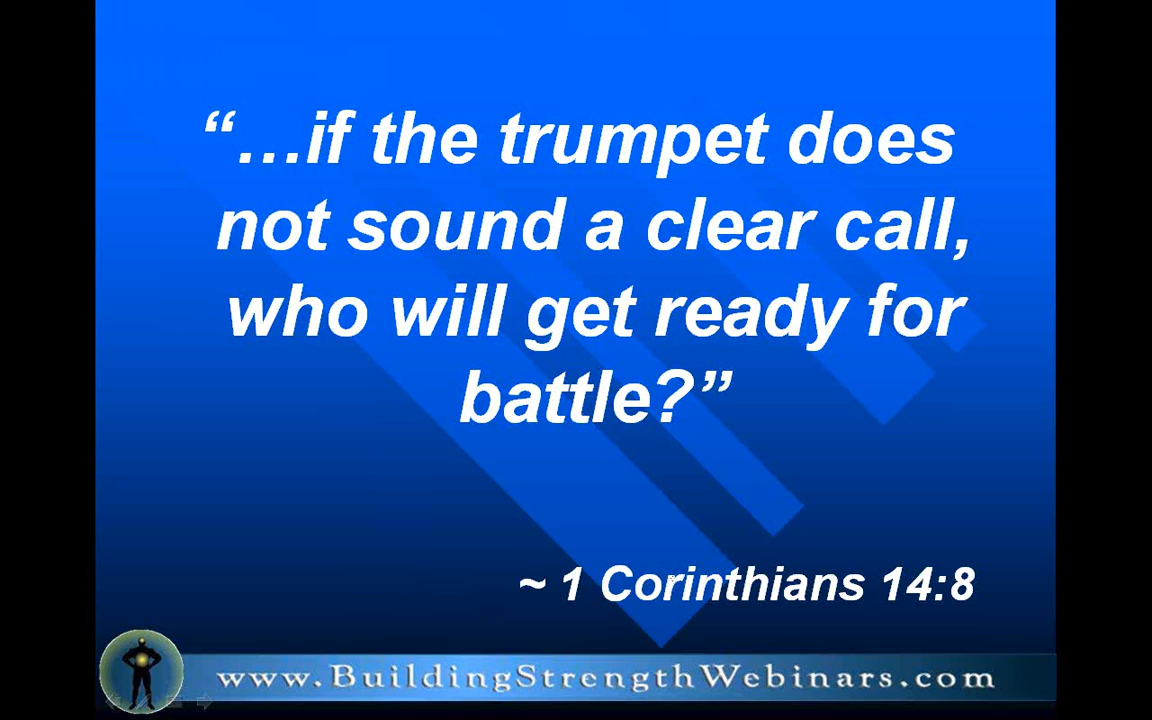 “…if the trumpet does
not sound a clear call,
who will get ready for
battle?”
~ 1 Corinthians 14:8
www.BuildingStrengthWebinars.com